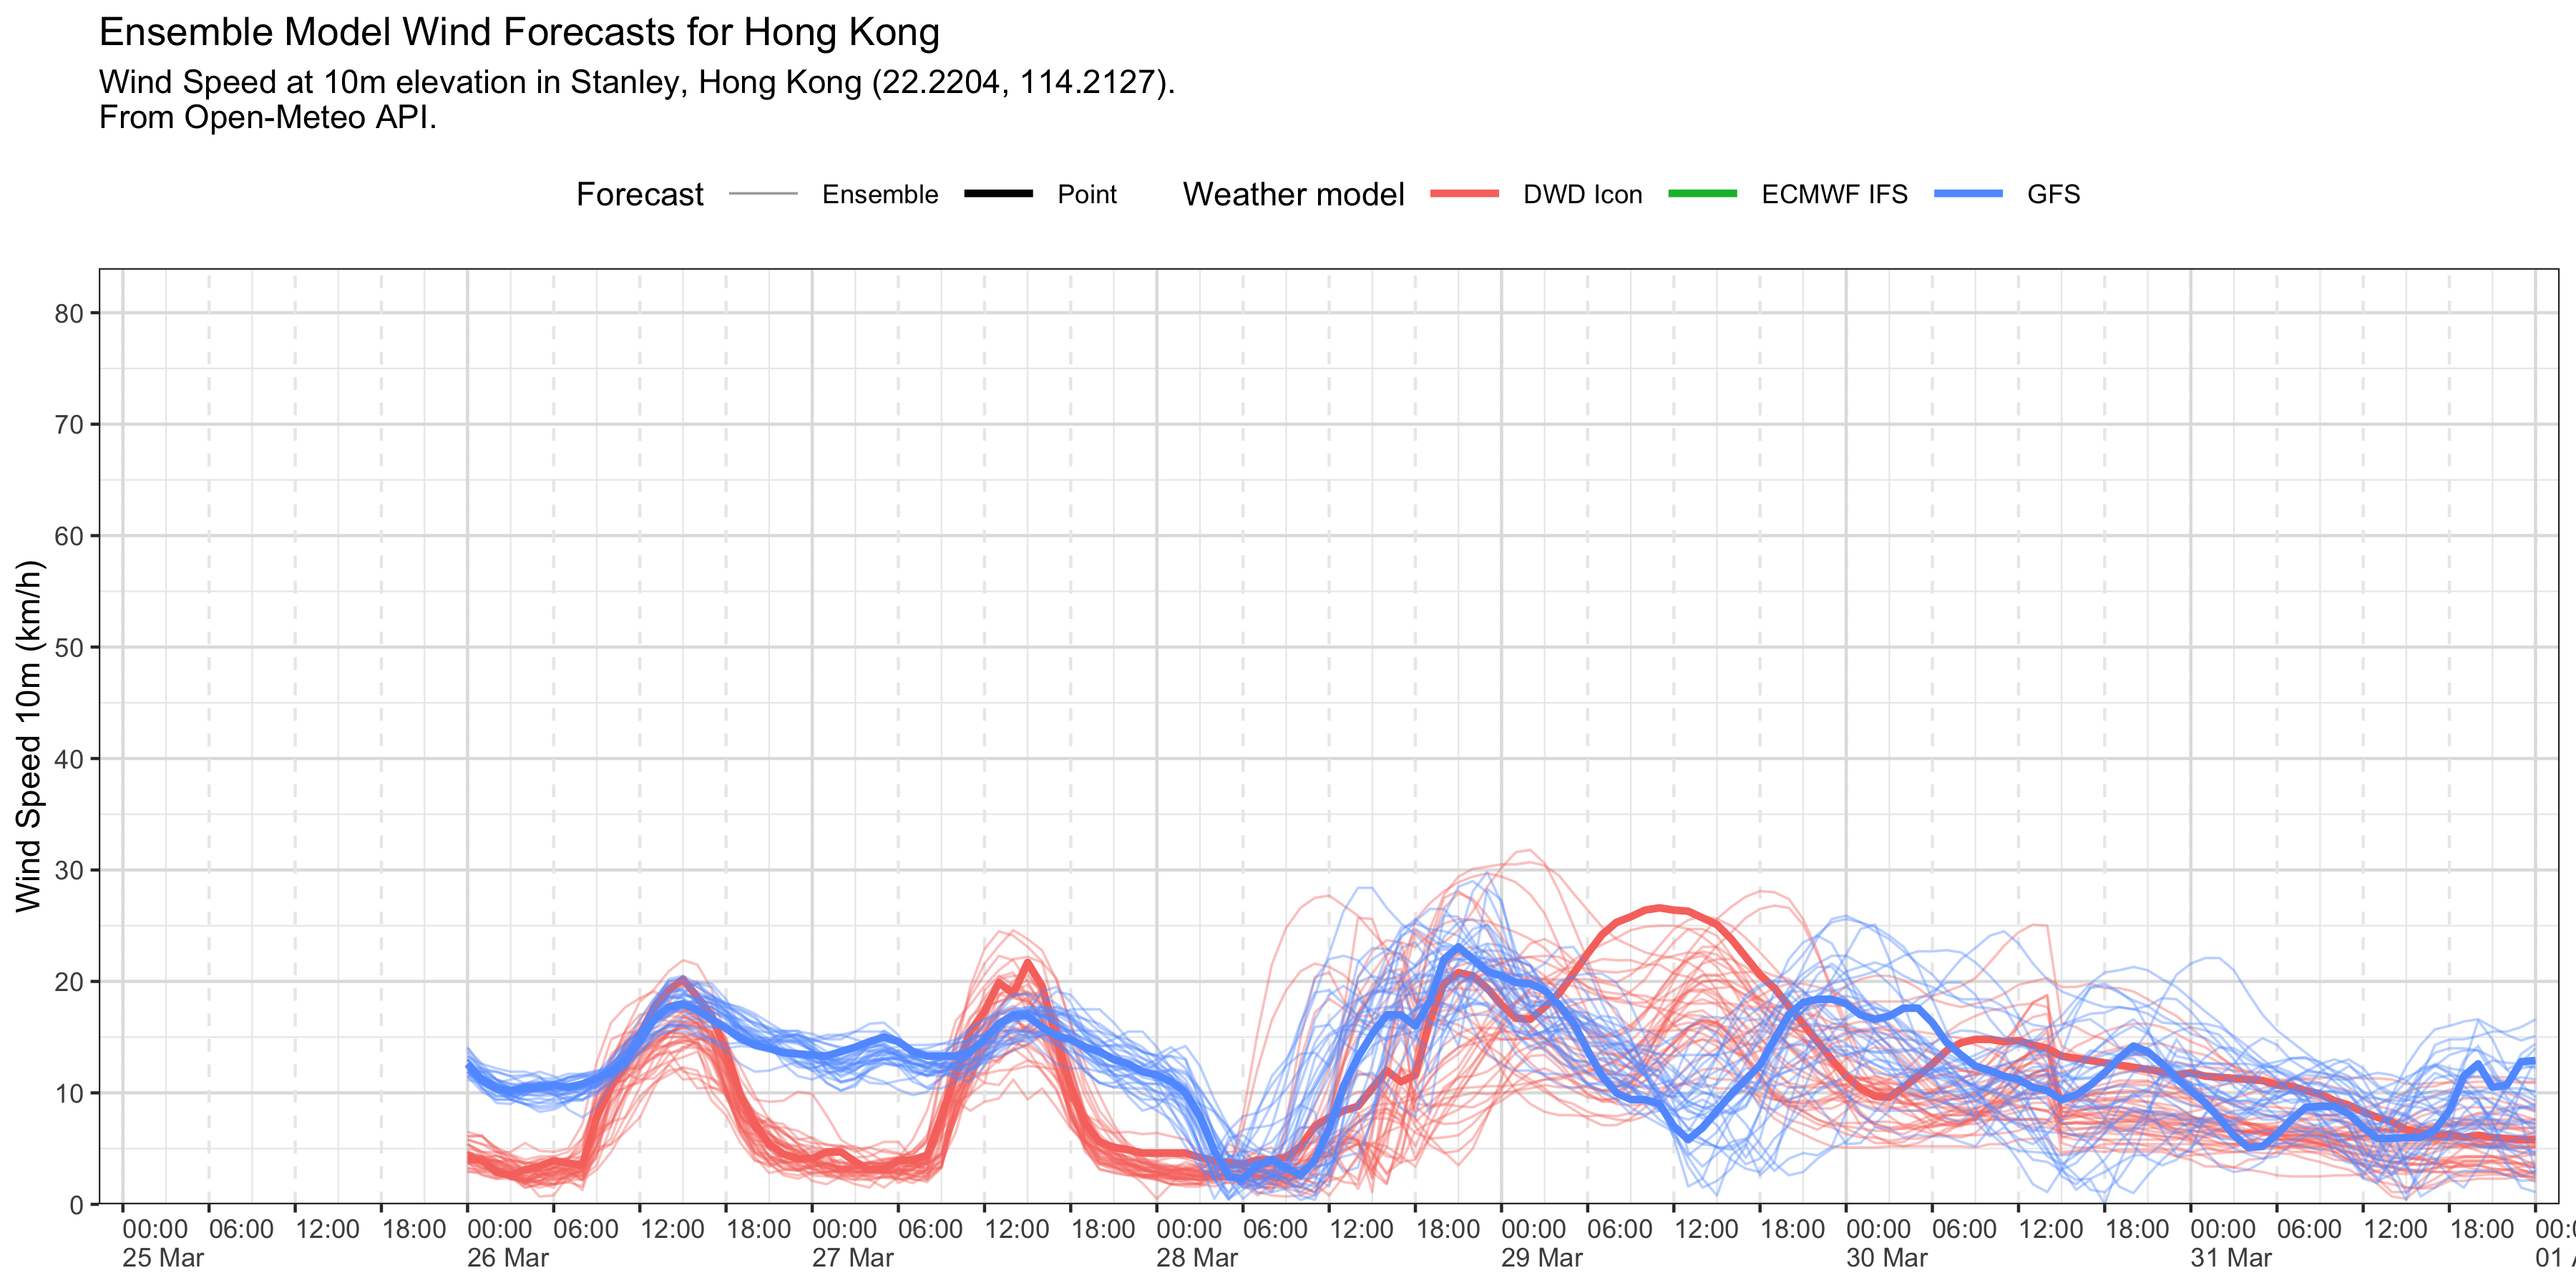 Ensemble Model Wind Forecasts for Hong Kong
Wind Speed at 10m elevation in Stanley, Hong Kong (22.2204, 114.2127).
From Open-Meteo API.
Forecast Ensemble Point Weather model DWD Icon ECMWF IFS GFS
Wind Speed 10m (km/h)
80
70
60
50
40
30
20
10
0
00:00 06:00 12:00 18:00 00:00 06:00 12:00 18:00 00:00 06:00 12:00 18:00 00:00 06:00 12:00 18:00 00:00 06:00 12:00 18:00 00:00 06:00 12:00 18:00 00:00 06:00 12:00 18:00 00:
25 Mar 26 Mar 27 Mar 28 Mar 29 Mar 30 Mar 31 Mar 01